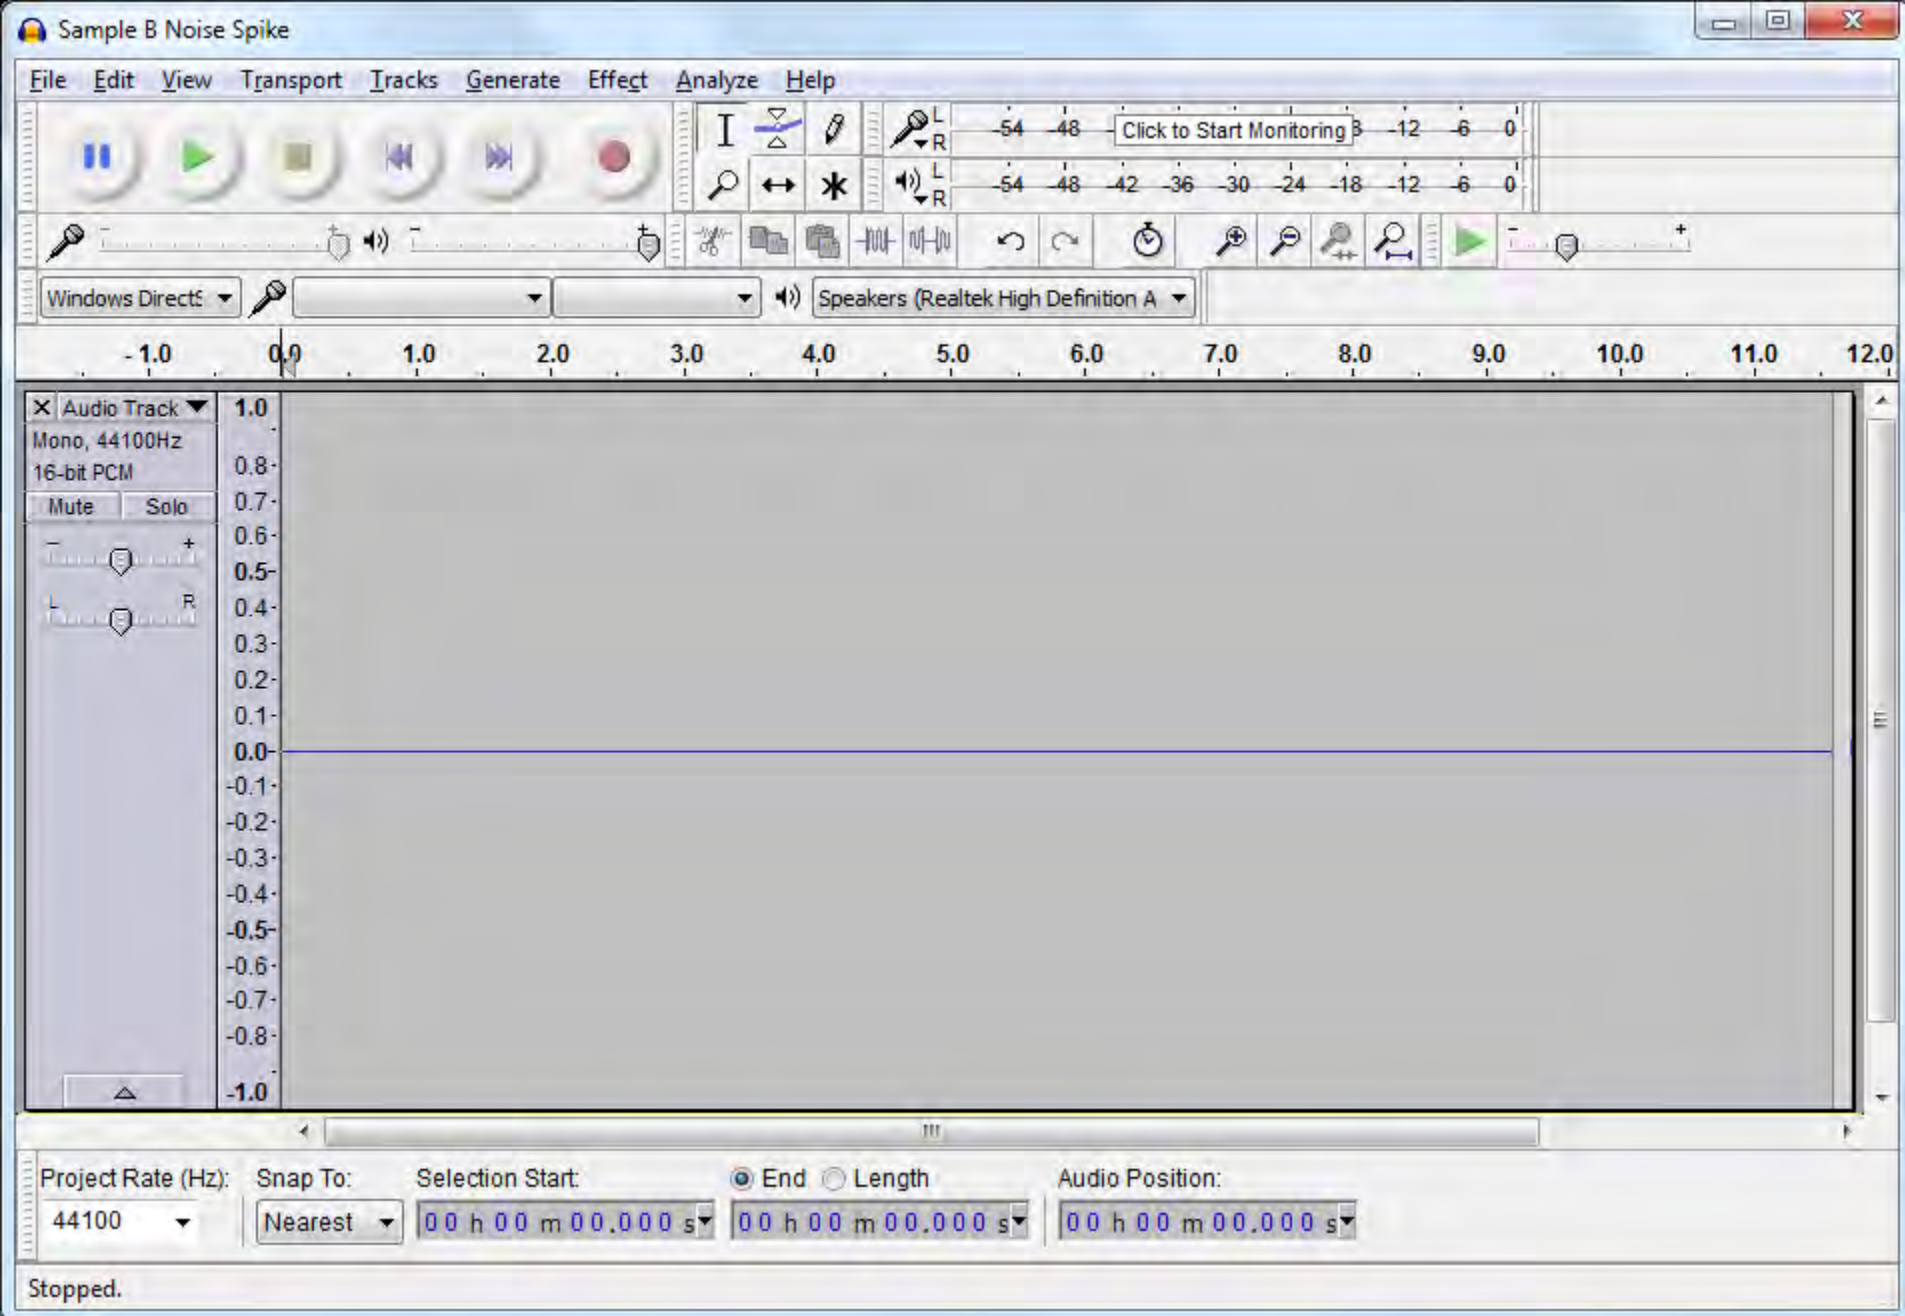 Sample B Noise Spike
File Edit View Transport Tracks Generate Effect Analyze Help
L
R
-54 -48 - Click to Start Monitoring 8 -12 -6 0
L
R
-54 -48 -42 -36 -30 -24 -18 -12 -6 0
- + - + - +
Windows DirectS Speakers (Realtek High Definition A
- 1.0 0.0 1.0 2.0 3.0 4.0 5.0 6.0 7.0 8.0 9.0 10.0 11.0 12.0
X Audio Track
Mono, 44100Hz
16-bit PCM
Mute Solo
- +
L R
1.0
0.8
0.7
0.6
0.5
0.4
0.3
0.2
0.1
0.0
-0.1
-0.2
-0.3
-0.4
-0.5
-0.6
-0.7
-0.8
-1.0
Project Rate (Hz): Snap To: Selection Start: End Length Audio Position:
44100 Nearest 00 h 00 m 00.000 s 00 h 00 m 00.000 s 00 h 00 m 00.000 s
Stopped.